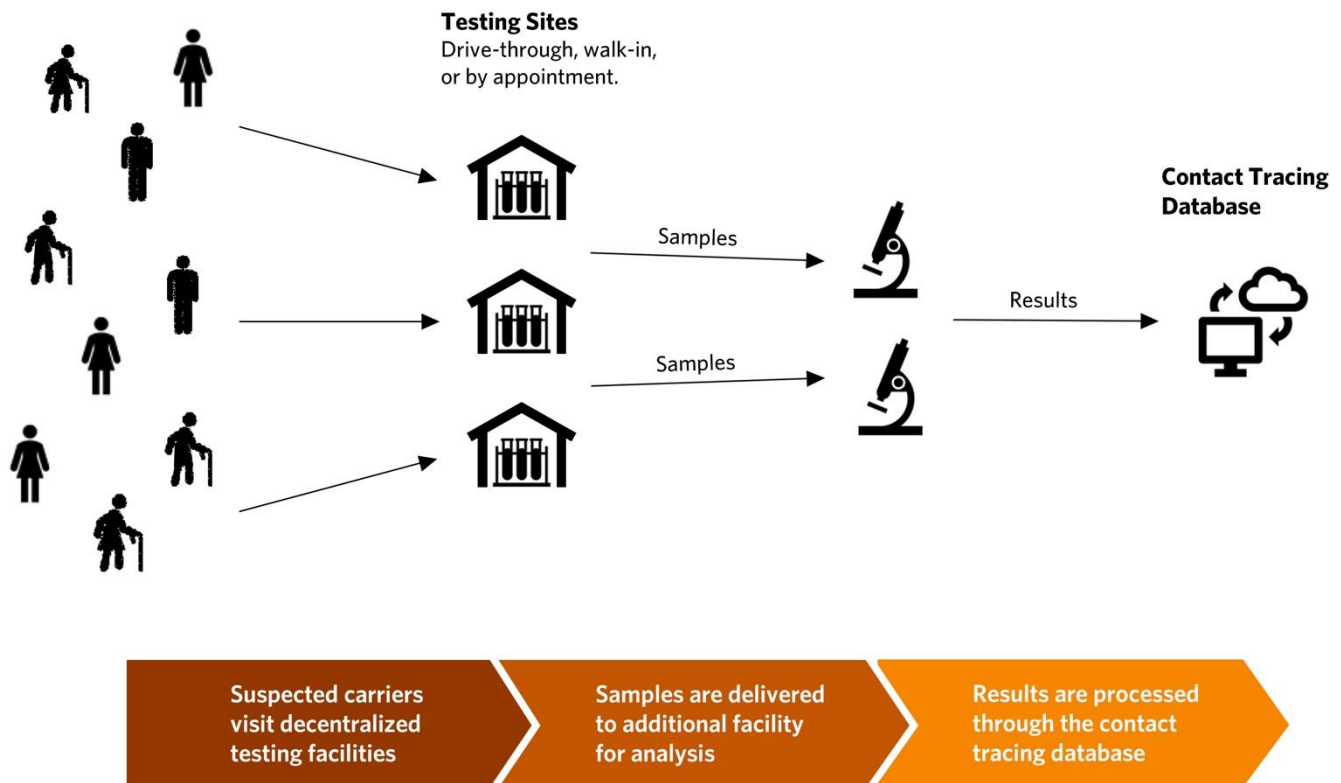 Testing Sites
Drive-through, walk-in,
or by appointment.
Contact Tracing
Database
Samples
Results
Samples
Suspected carriers
visit decentralized
testing facilities
Samples are delivered
to additional facility
for analysis
Results are processed
through the contact
tracing database